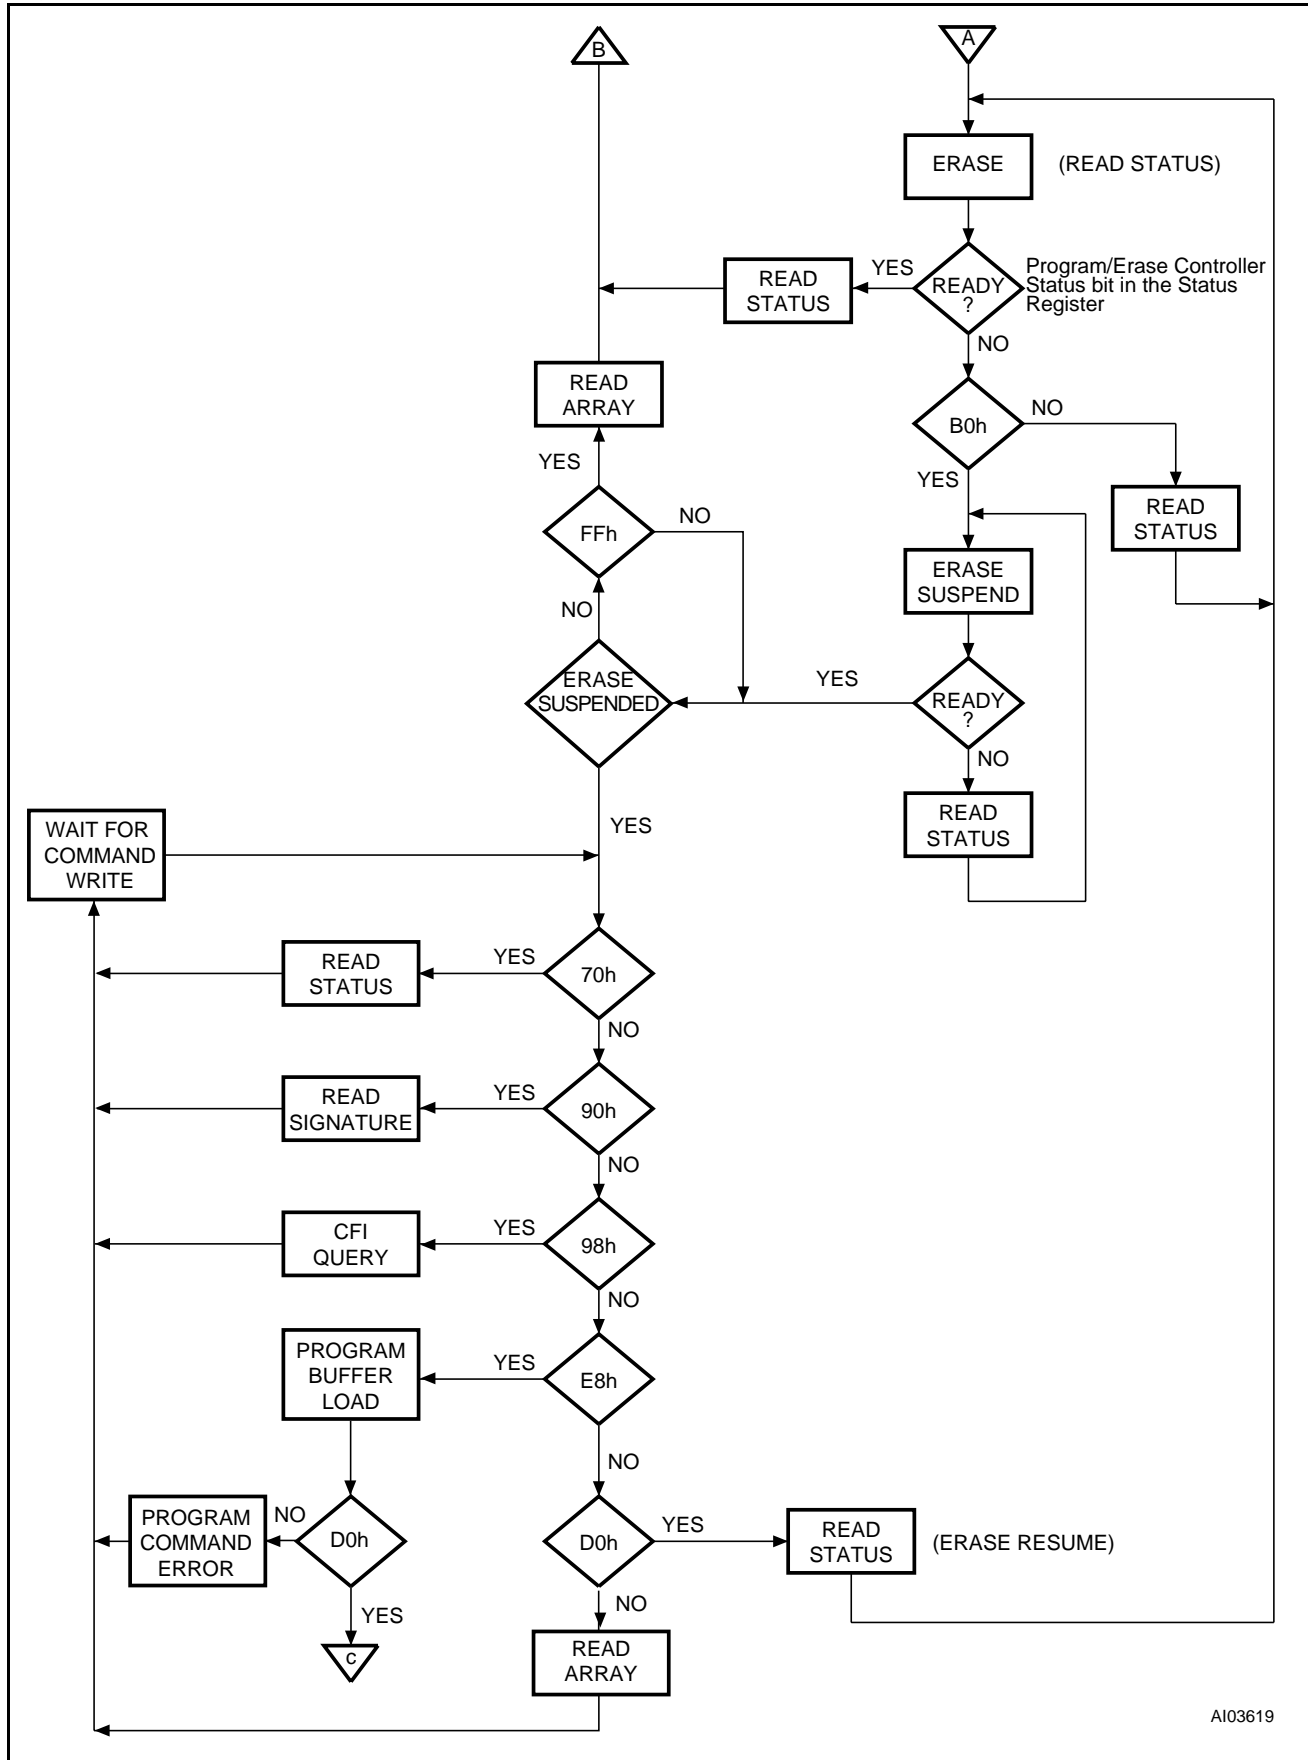 B
A
ERASE
(READ STATUS)
READ
STATUS
YES
READY
?
Program/Erase Controller
Status bit in the Status
Register
NO
READ
ARRAY
B0h
NO
YES
YES
READ
STATUS
FFh
NO
ERASE
SUSPEND
NO
ERASE
SUSPENDED
YES
READY
?
NO
READ
STATUS
YES
WAIT FOR
COMMAND
WRITE
READ
STATUS
YES
70h
NO
READ
SIGNATURE
YES
90h
NO
CFI
QUERY
YES
98h
NO
PROGRAM
BUFFER
LOAD
YES
E8h
NO
PROGRAM
COMMAND
ERROR
NO
D0h
D0h
YES
READ
STATUS
(ERASE RESUME)
YES
NO
c
READ
ARRAY
AI03619